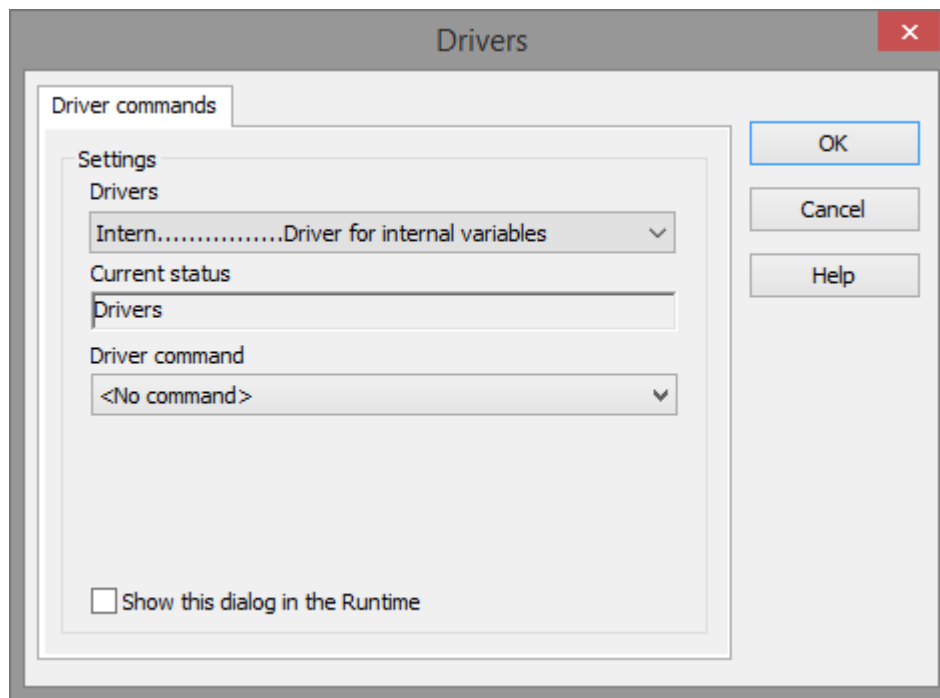 Drivers
Driver commands
Settings
Drivers
Intern................Driver for internal variables
Current status
Drivers
Driver command
<No command>
Show this dialog in the Runtime
OK
Cancel
Help